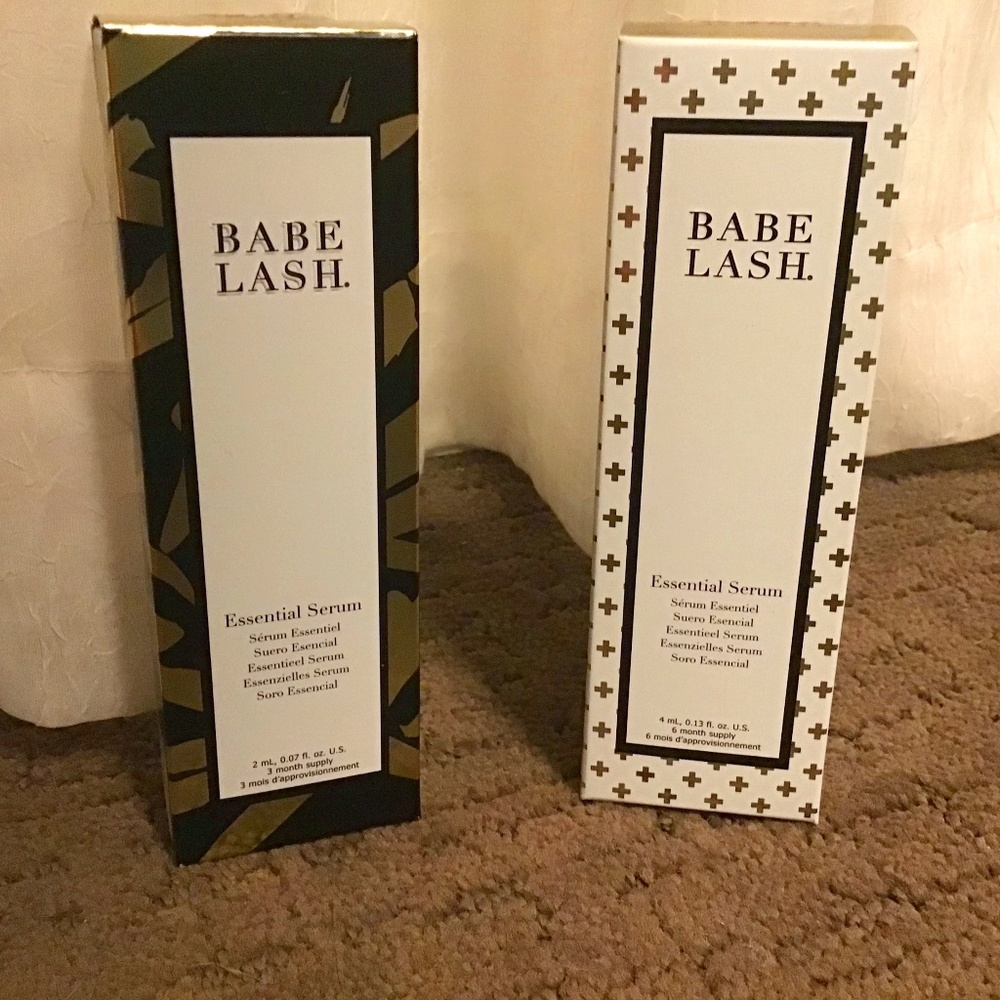 BABE
LASH.
Essential Serum
Sérum Essentiel
Suero Esencial
Essentieel Serum
Essenzielles Serum
Soro Essencial
2 mL, 0.07 fl. oz. U.S.
3 month supply
3 mois d'approvisionnement
BABE
LASH.
Essential Serum
Sérum Essentiel
Suero Esencial
Essentieel Serum
Essenzielles Serum
Soro Essencial
4 mL, 0.13 fl. oz. U.S.
6 month supply
6 mois d'approvisionnement